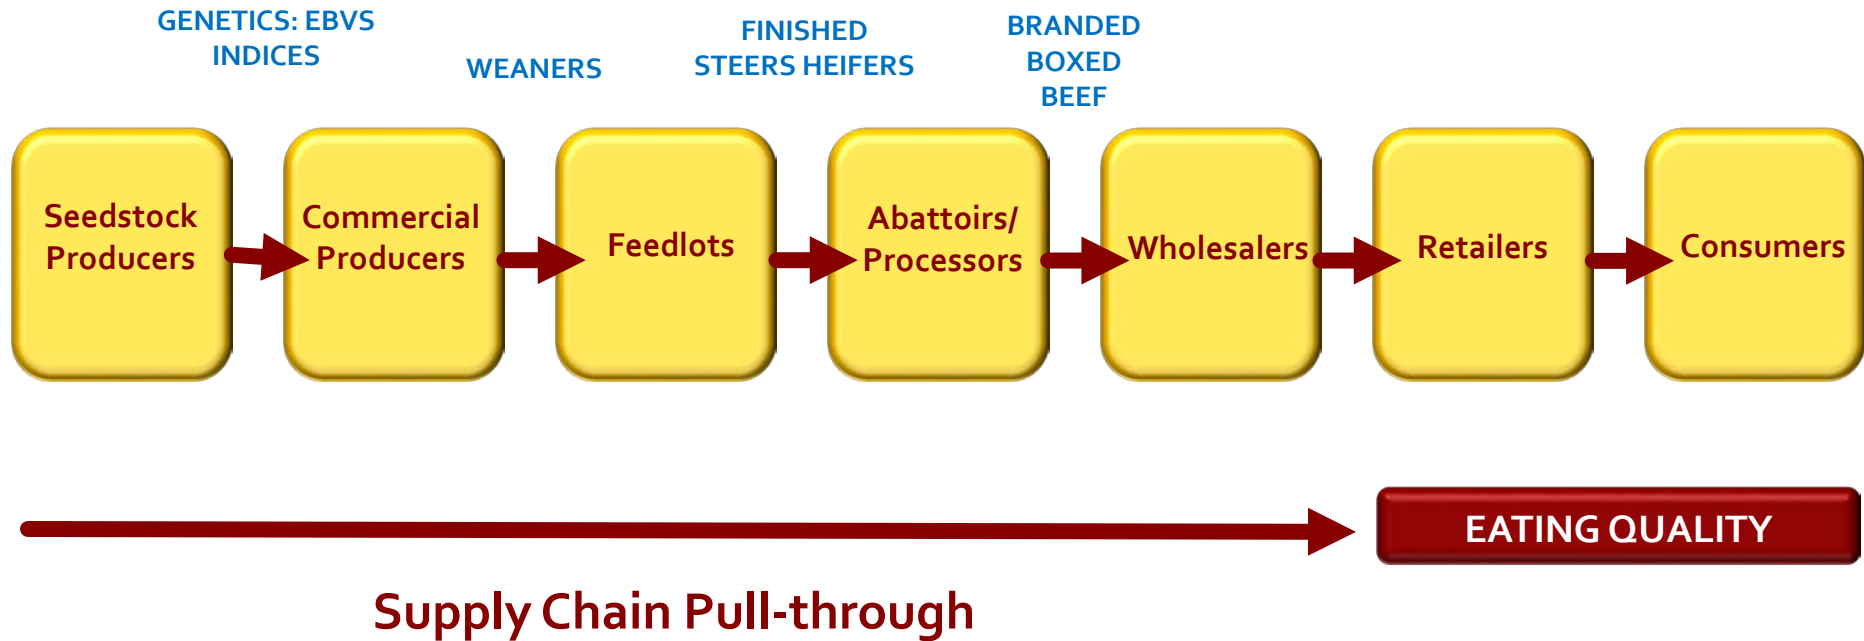 GENETICS: EBVS
INDICES
WEANERS
FINISHED
STEERS HEIFERS
BRANDED
BOXED
BEEF
Seedstock
Producers
Commercial
Producers
Feedlots
Abattoirs/
Processors
Wholesalers
Retailers
Consumers
EATING QUALITY
Supply Chain Pull-through